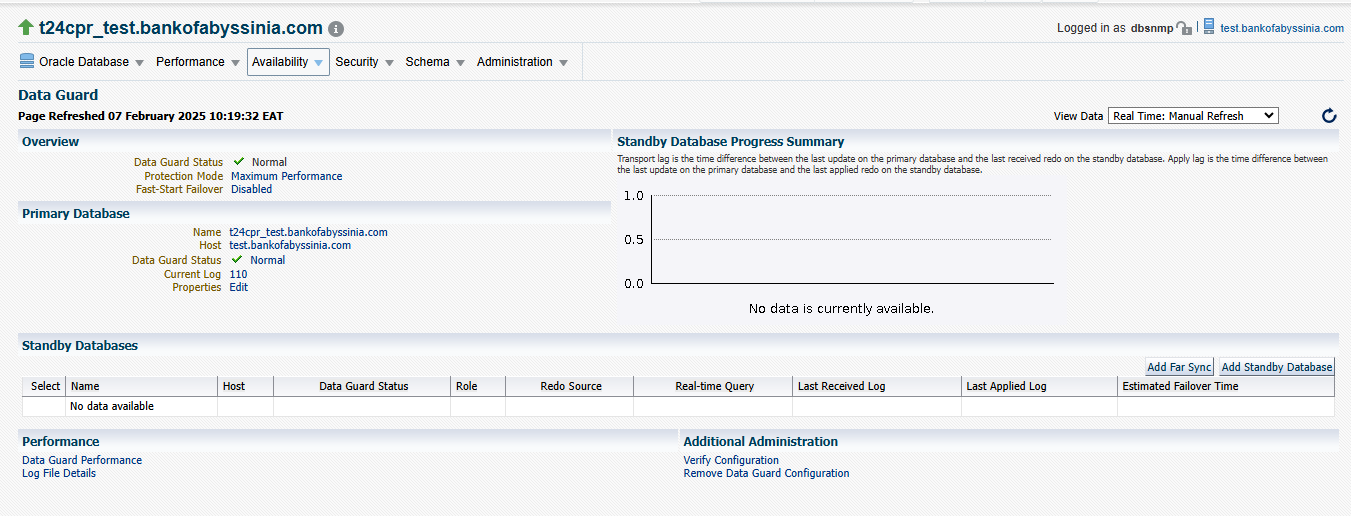 t24cpr_test.bankofabyssinia.com
Logged in as dbsnmp | test.bankofabyssinia.com
Oracle Database Performance Availability Security Schema Administration
Data Guard
Page Refreshed 07 February 2025 10:19:32 EAT
View Data Real Time: Manual Refresh
Overview
Data Guard Status Normal
Protection Mode Maximum Performance
Fast-Start Failover Disabled
Primary Database
Name t24cpr_test.bankofabyssinia.com
Host test.bankofabyssinia.com
Data Guard Status Normal
Current Log 110
Properties Edit
Standby Database Progress Summary
Transport lag is the time difference between the last update on the primary database and the last received redo on the standby database. Apply lag is the time difference between
the last update on the primary database and the last applied redo on the standby database.
1.0
0.5
0.0
No data is currently available.
Standby Databases
Add Far Sync Add Standby Database
Select Name Host Data Guard Status Role Redo Source Real-time Query Last Received Log Last Applied Log Estimated Failover Time
No data available
Performance
Data Guard Performance
Log File Details
Additional Administration
Verify Configuration
Remove Data Guard Configuration